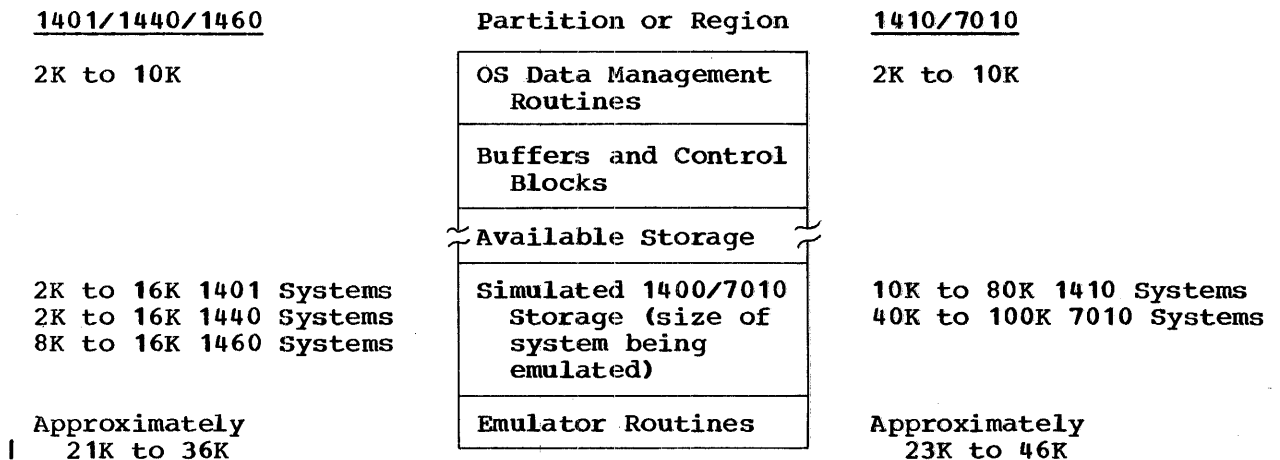 1401/1440/1460 Partition or Region 1410/7010
2K to 10K OS Data Management 2K to 10K
Routines
Buffers and Control
Blocks
Available Storage
2K to 16K 1401 Systems Simulated 1400/7010 10K to 80K 1410 Systems
2K to 16K 1440 Systems Storage (size of 40K to 100K 7010 Systems
8K to 16K 1460 Systems system being
emulated)
Approximately Emulator Routines Approximately
| 21K to 36K 23K to 46K